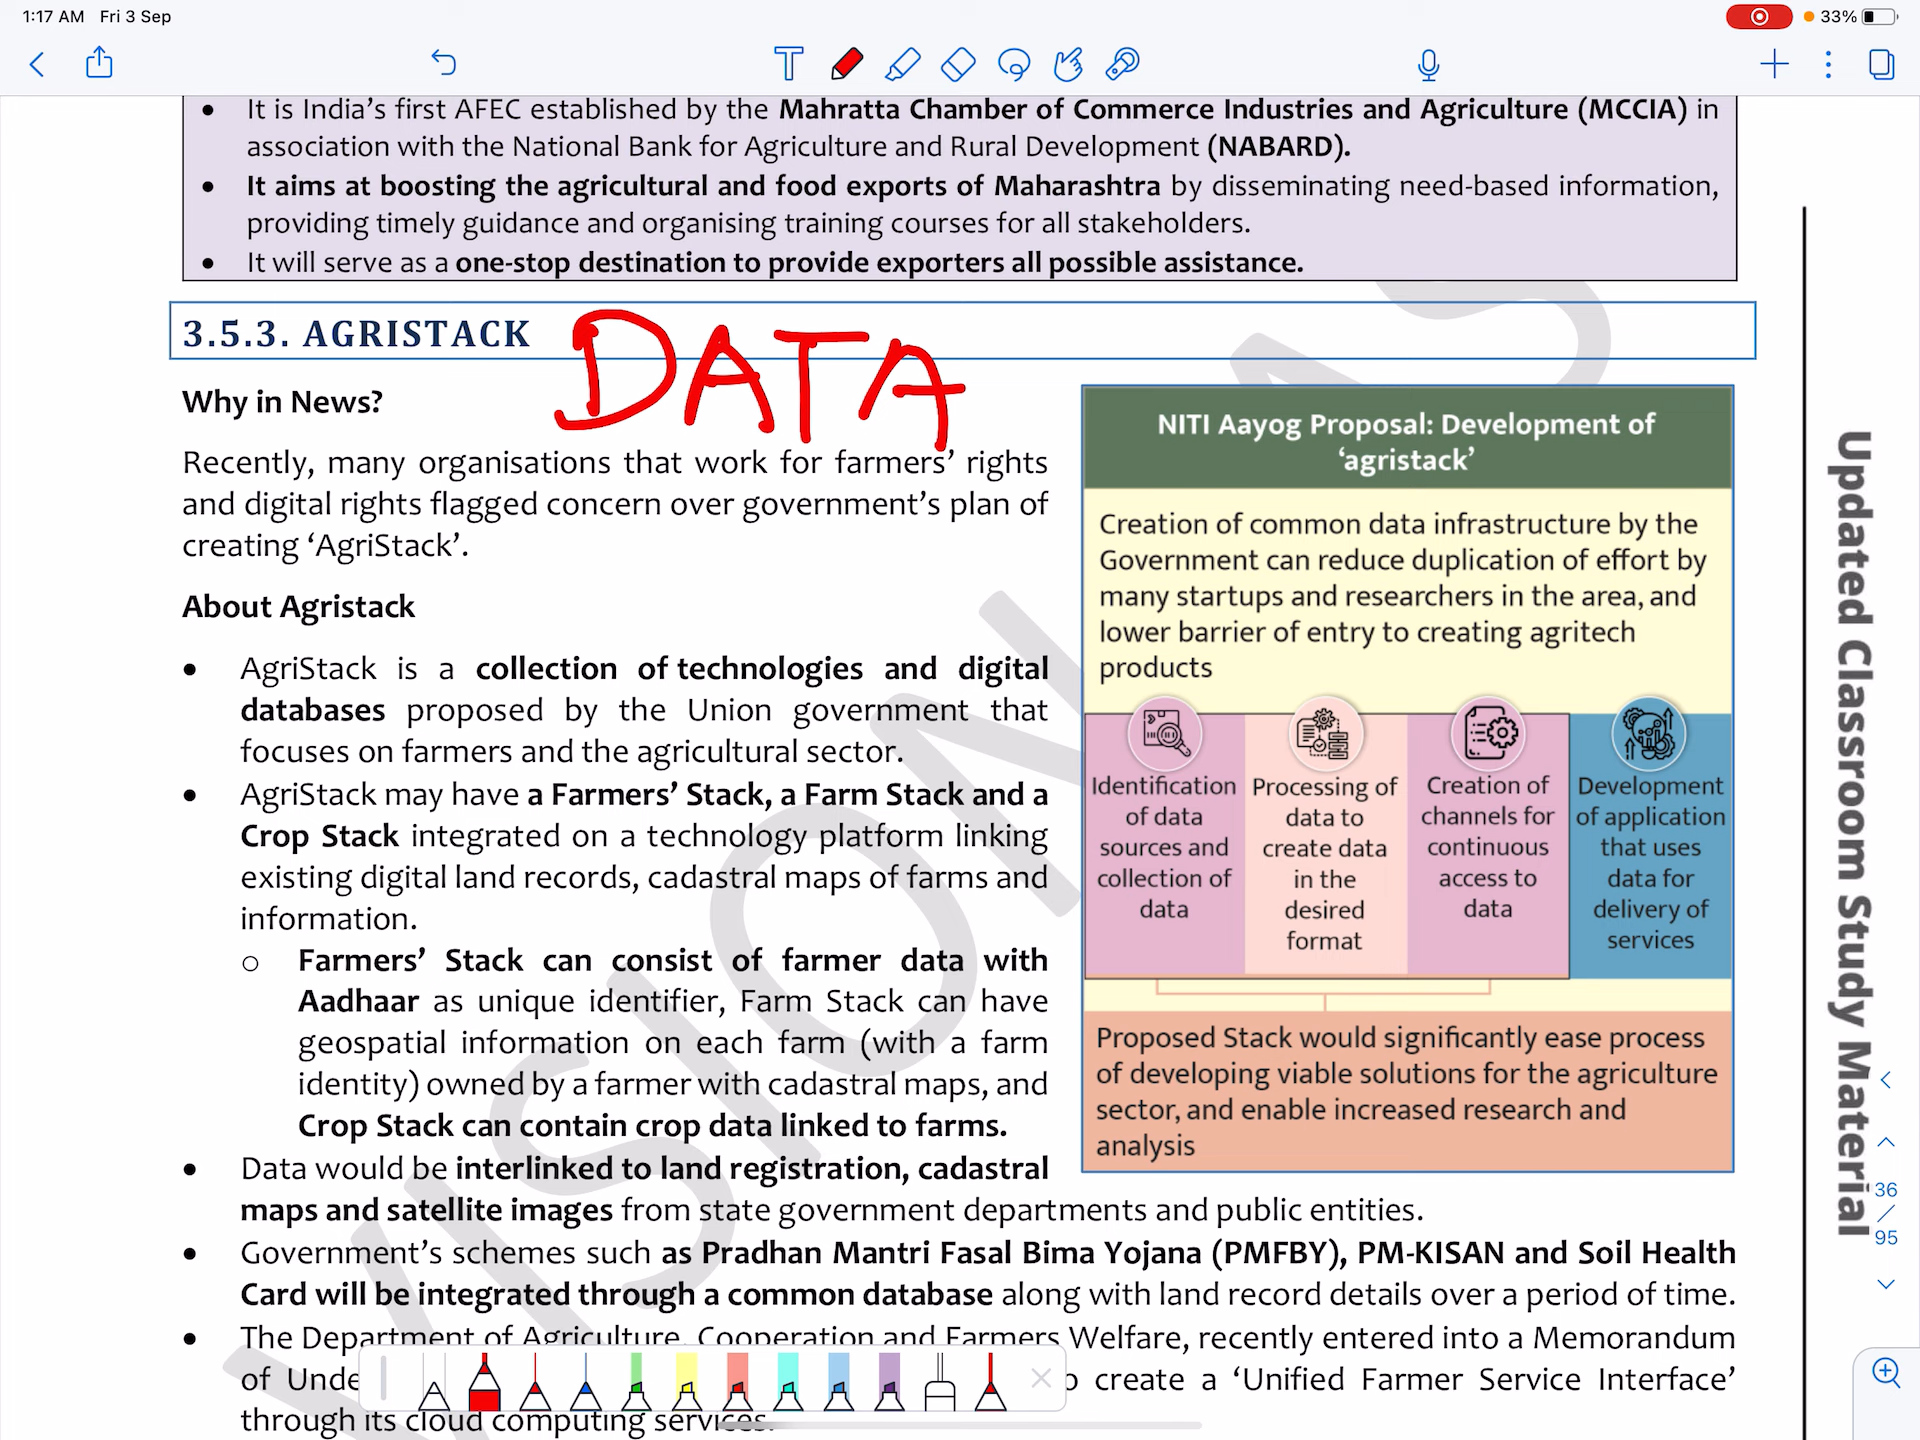 1:17 AM Fri 3 Sep
33%
• It is India's first AFEC established by the Mahratta Chamber of Commerce Industries and Agriculture (MCCIA) in
association with the National Bank for Agriculture and Rural Development (NABARD).
• It aims at boosting the agricultural and food exports of Maharashtra by disseminating need-based information,
providing timely guidance and organising training courses for all stakeholders.
• It will serve as a one-stop destination to provide exporters all possible assistance.
3.5.3. AGRISTACK
DATA
Why in News?
Recently, many organisations that work for farmers' rights
and digital rights flagged concern over government's plan of
creating 'AgriStack'.
About Agristack
• AgriStack is a collection of technologies and digital
databases proposed by the Union government that
focuses on farmers and the agricultural sector.
• AgriStack may have a Farmers' Stack, a Farm Stack and a
Crop Stack integrated on a technology platform linking
existing digital land records, cadastral maps of farms and
information.
o Farmers' Stack can consist of farmer data with
Aadhaar as unique identifier, Farm Stack can have
geospatial information on each farm (with a farm
identity) owned by a farmer with cadastral maps, and
Crop Stack can contain crop data linked to farms.
• Data would be interlinked to land registration, cadastral
maps and satellite images from state government departments and public entities.
• Government's schemes such as Pradhan Mantri Fasal Bima Yojana (PMFBY), PM-KISAN and Soil Health
Card will be integrated through a common database along with land record details over a period of time.
• The Department of Agriculture, Cooperation and Farmers Welfare, recently entered into a Memorandum
of Unde create a 'Unified Farmer Service Interface'
through its cloud computing services.
NITI Aayog Proposal: Development of
'agristack'
Creation of common data infrastructure by the
Government can reduce duplication of effort by
many startups and researchers in the area, and
lower barrier of entry to creating agritech
products
Identification
of data
sources and
collection of
data
Processing of
data to
create data
in the
desired
format
Creation of
channels for
continuous
access to
data
Development
of application
that uses
data for
delivery of
services
Proposed Stack would significantly ease process
of developing viable solutions for the agriculture
sector, and enable increased research and
analysis
Updated Classroom Study Material
36
/
95
VISION AS